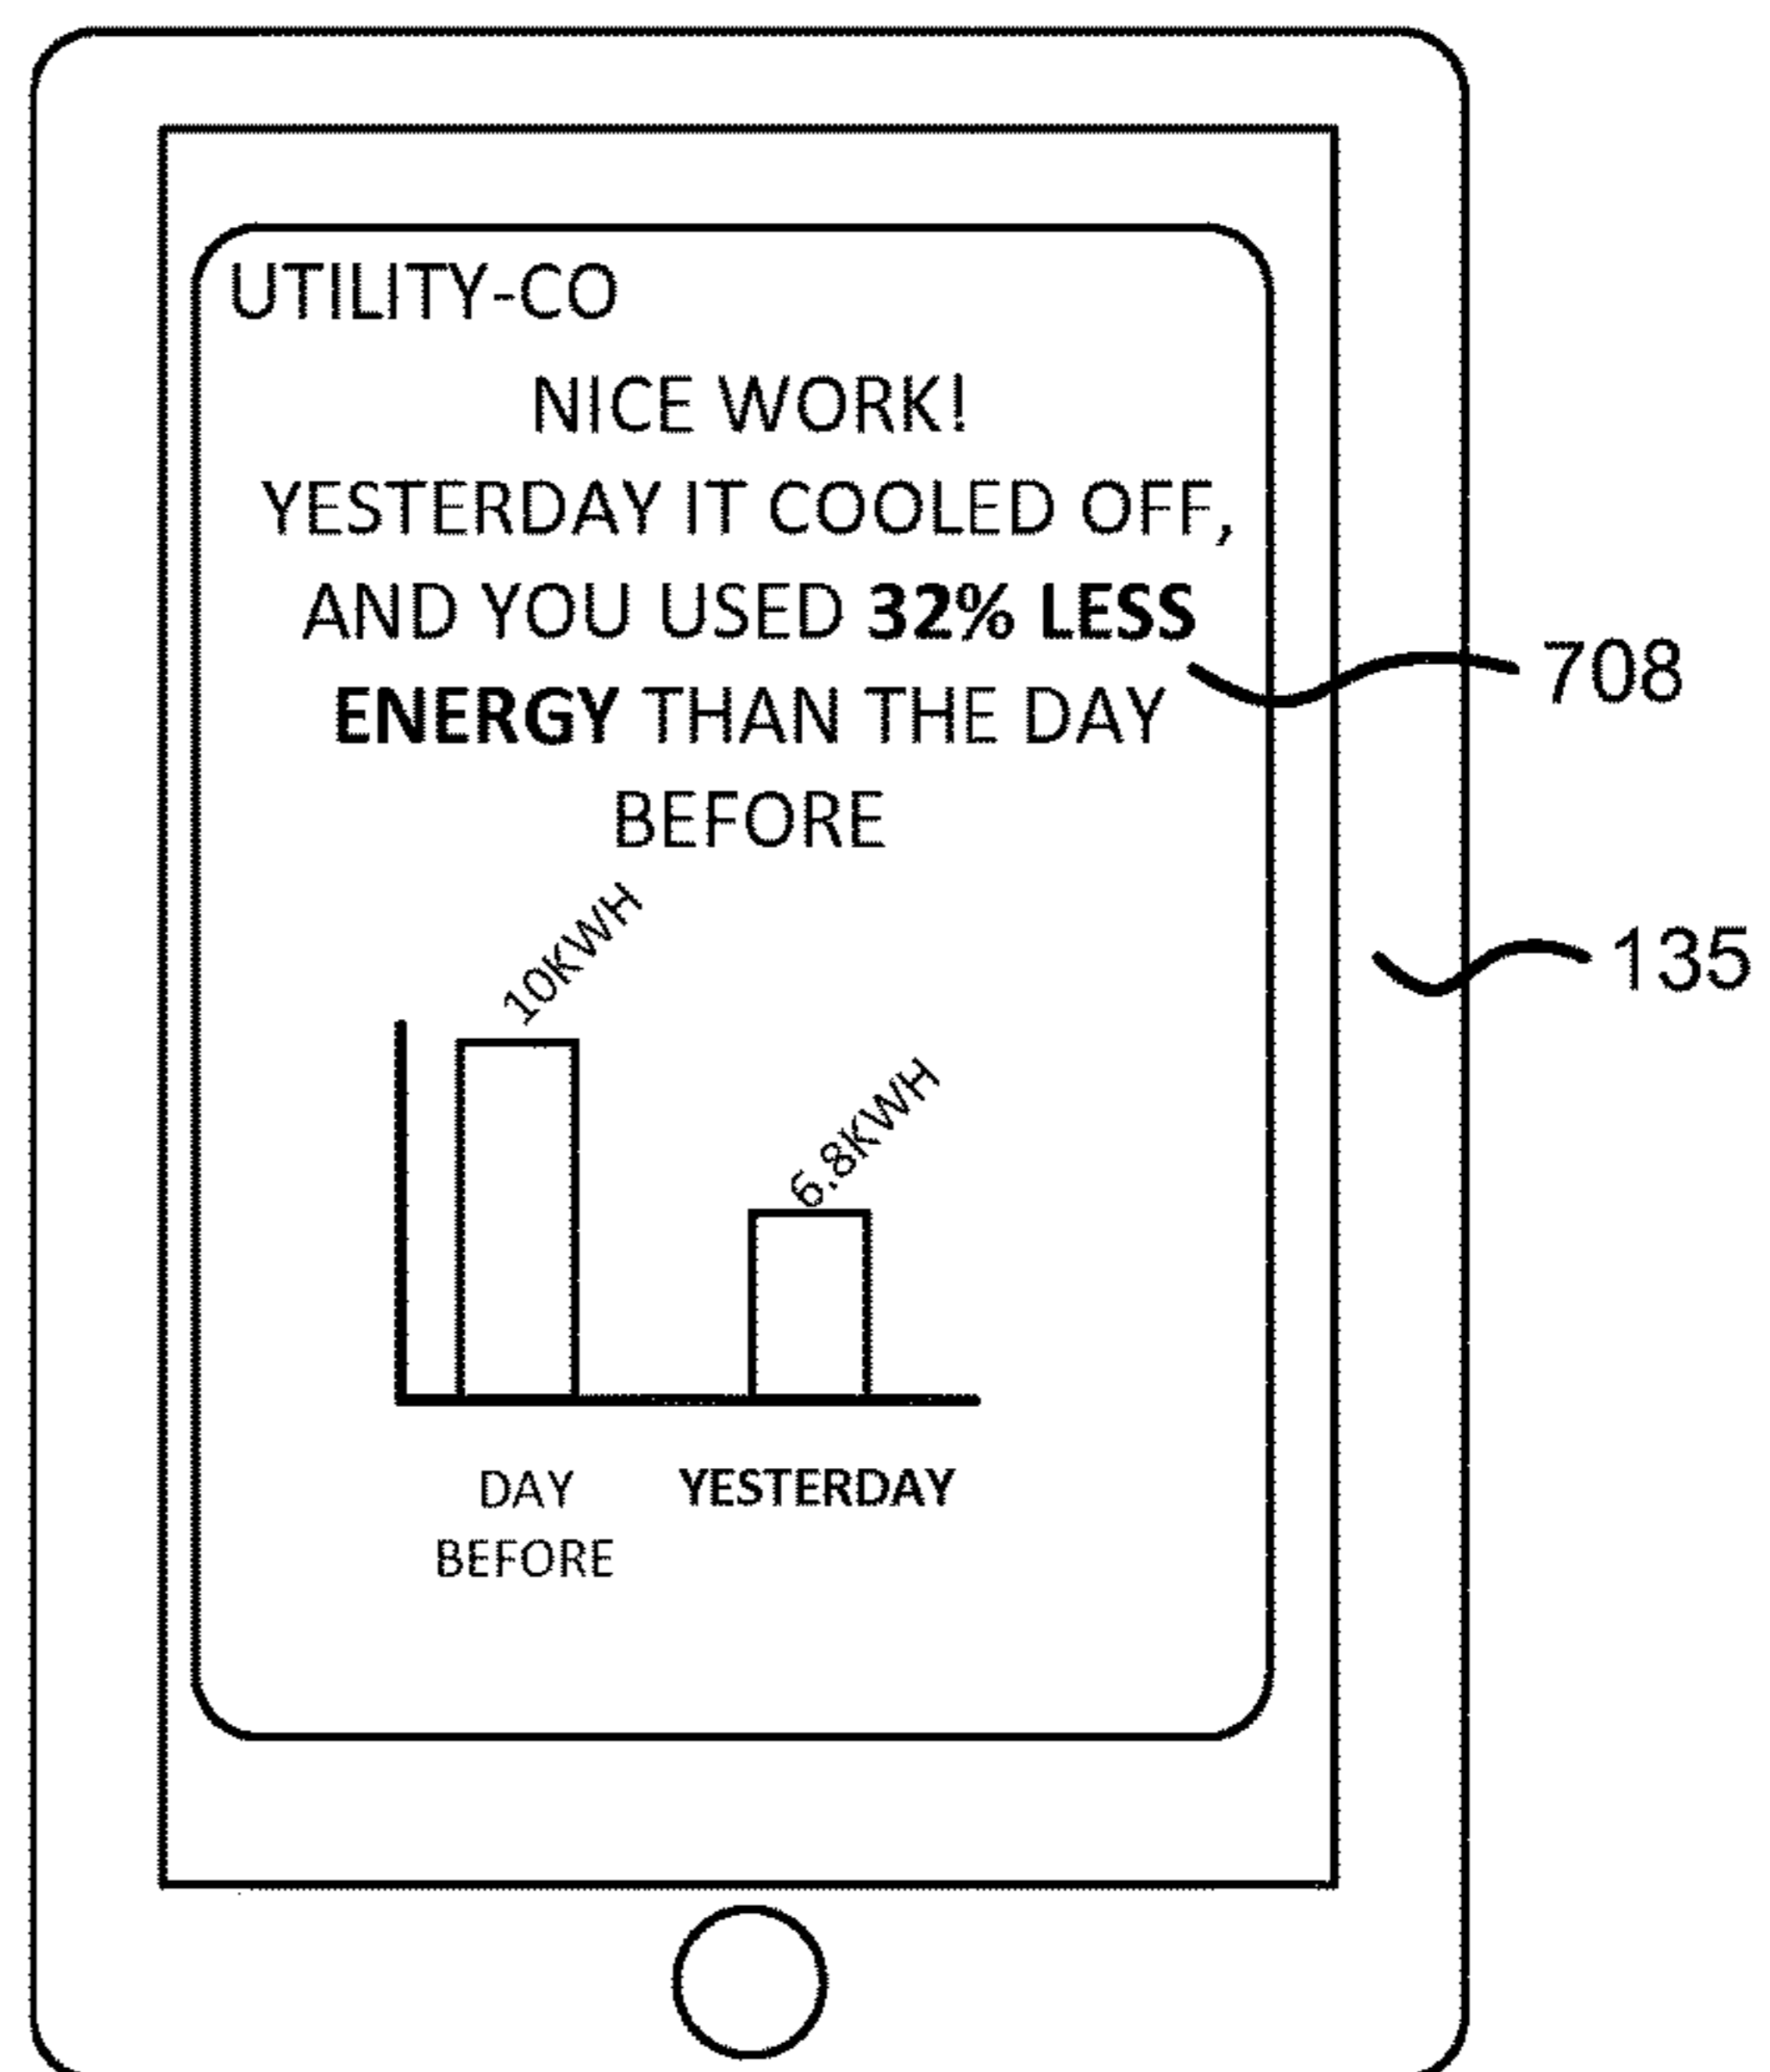 UTILITY-CO
NICE WORK!
YESTERDAY IT COOLED OFF,
AND YOU USED 32% LESS
ENERGY THAN THE DAY
BEFORE
708
135
10KWH
6.8KWH
DAY
BEFORE
YESTERDAY